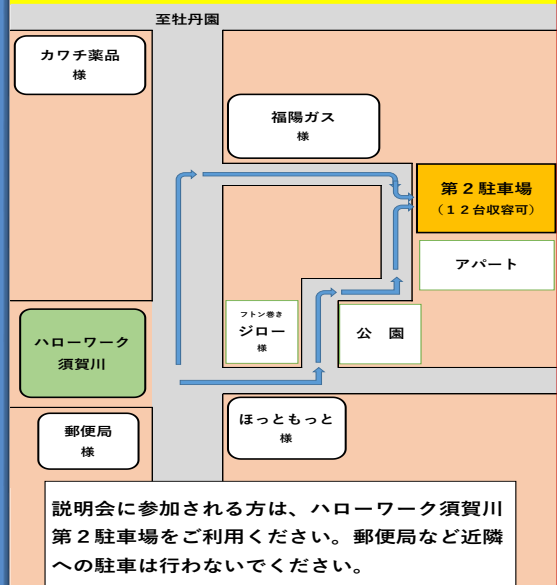 至牡丹園
カワチ薬品
様
福陽ガス
様
第２駐車場
（１２台収容可）
アパート
フトン巻き
ジロー
様
公　園
ハローワーク
須賀川
ほっともっと
様
郵便局
様
説明会に参加される方は、ハローワーク須賀川
第２駐車場をご利用ください。郵便局など近隣
への駐車は行わないでください。